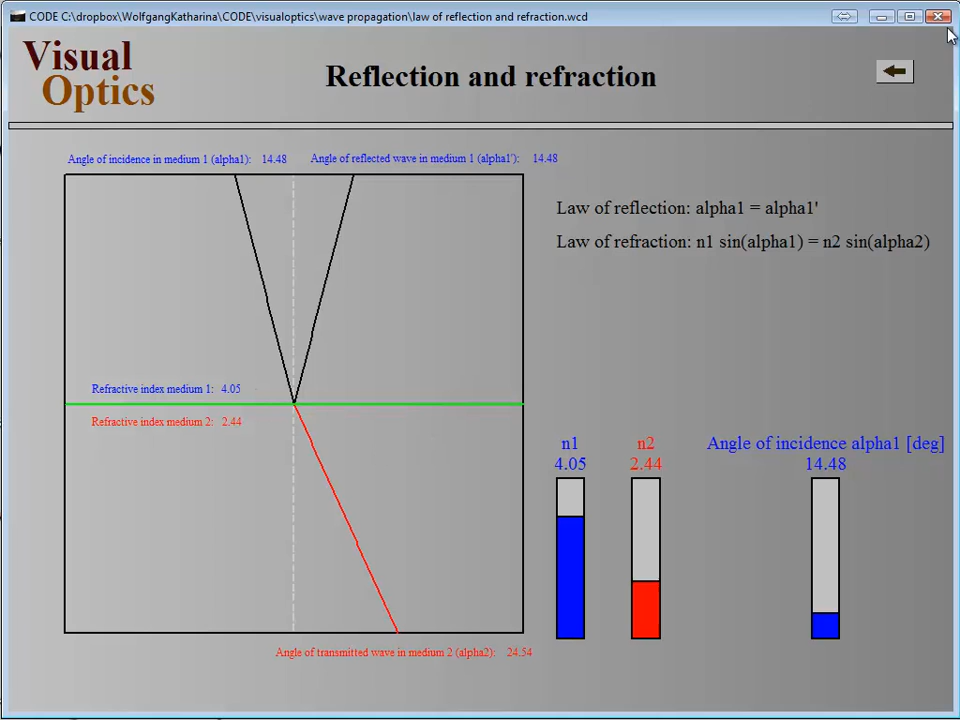 CODE C:\dropbox\WolfgangKatharina\CODE\visualoptics\wave propagation\law of reflection and refraction.wcd
Visual
Optics
Reflection and refraction
Angle of incidence in medium 1 (alpha1): 14.48
Angle of reflected wave in medium 1 (alpha1'): 14.48
Law of reflection: alpha1 = alpha1'
Law of refraction: n1 sin(alpha1) = n2 sin(alpha2)
Refractive index medium 1: 4.05
Refractive index medium 2: 2.44
n1
4.05
n2
2.44
Angle of incidence alpha1 [deg]
14.48
Angle of transmitted wave in medium 2 (alpha2): 24.54